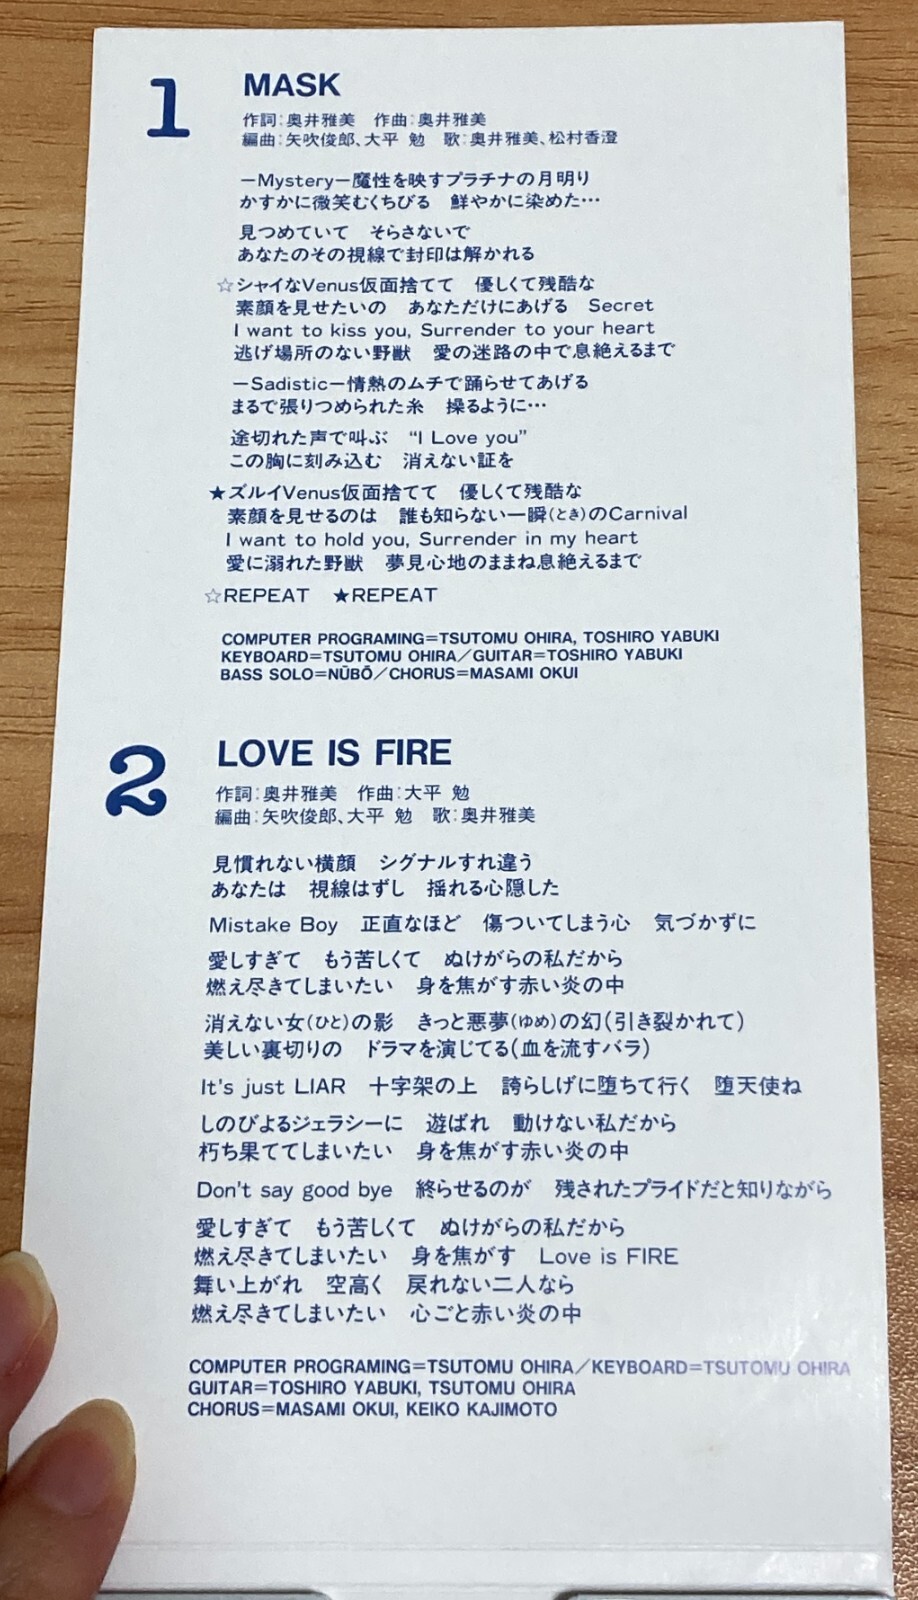 1
MASK
作詞:奥井雅美　作曲:奥井雅美
編曲:矢吹俊郎、大平 勉　歌:奥井雅美、松村香澄
－Mystery－魔性を映すプラチナの月明り
かすかに微笑むくちびる　鮮やかに染めた…
見つめていて　そらさないで
あなたのその視線で封印は解かれる
☆シャイなVenus仮面捨てて　優しくて残酷な
素顔を見せたいの　あなただけにあげる　Secret
I want to kiss you, Surrender to your heart
逃げ場所のない野獣　愛の迷路の中で息絶えるまで
－Sadistic－情熱のムチで踊らせてあげる
まるで張りつめられた糸　操るように…
途切れた声で叫ぶ　“I Love you”
この胸に刻み込む　消えない証を
★ズルイVenus仮面捨てて　優しくて残酷な
素顔を見せるのは　誰も知らない一瞬(とき)のCarnival
I want to hold you, Surrender in my heart
愛に溺れた野獣　夢見心地のままね息絶えるまで
☆REPEAT　★REPEAT
COMPUTER PROGRAMING=TSUTOMU OHIRA, TOSHIRO YABUKI
KEYBOARD=TSUTOMU OHIRA／GUITAR=TOSHIRO YABUKI
BASS SOLO=NŪBŌ／CHORUS=MASAMI OKUI
2
LOVE IS FIRE
作詞:奥井雅美　作曲:大平 勉
編曲:矢吹俊郎、大平 勉　歌:奥井雅美
見慣れない横顔　シグナルすれ違う
あなたは　視線はずし　揺れる心隠した
Mistake Boy　正直なほど　傷ついてしまう心　気づかずに
愛しすぎて　もう苦しくて　ぬけがらの私だから
燃え尽きてしまいたい　身を焦がす赤い炎の中
消えない女(ひと)の影　きっと悪夢(ゆめ)の幻(引き裂かれて)
美しい裏切りの　ドラマを演じてる(血を流すバラ)
It's just LIAR　十字架の上　誇らしげに堕ちて行く　堕天使ね
しのびよるジェラシーに　遊ばれ　動けない私だから
朽ち果ててしまいたい　身を焦がす赤い炎の中
Don't say good bye　終らせるのが　残されたプライドだと知りながら
愛しすぎて　もう苦しくて　ぬけがらの私だから
燃え尽きてしまいたい　身を焦がす　Love is FIRE
舞い上がれ　空高く　戻れない二人なら
燃え尽きてしまいたい　心ごと赤い炎の中
COMPUTER PROGRAMING=TSUTOMU OHIRA／KEYBOARD=TSUTOMU OHIRA
GUITAR=TOSHIRO YABUKI, TSUTOMU OHIRA
CHORUS=MASAMI OKUI, KEIKO KAJIMOTO